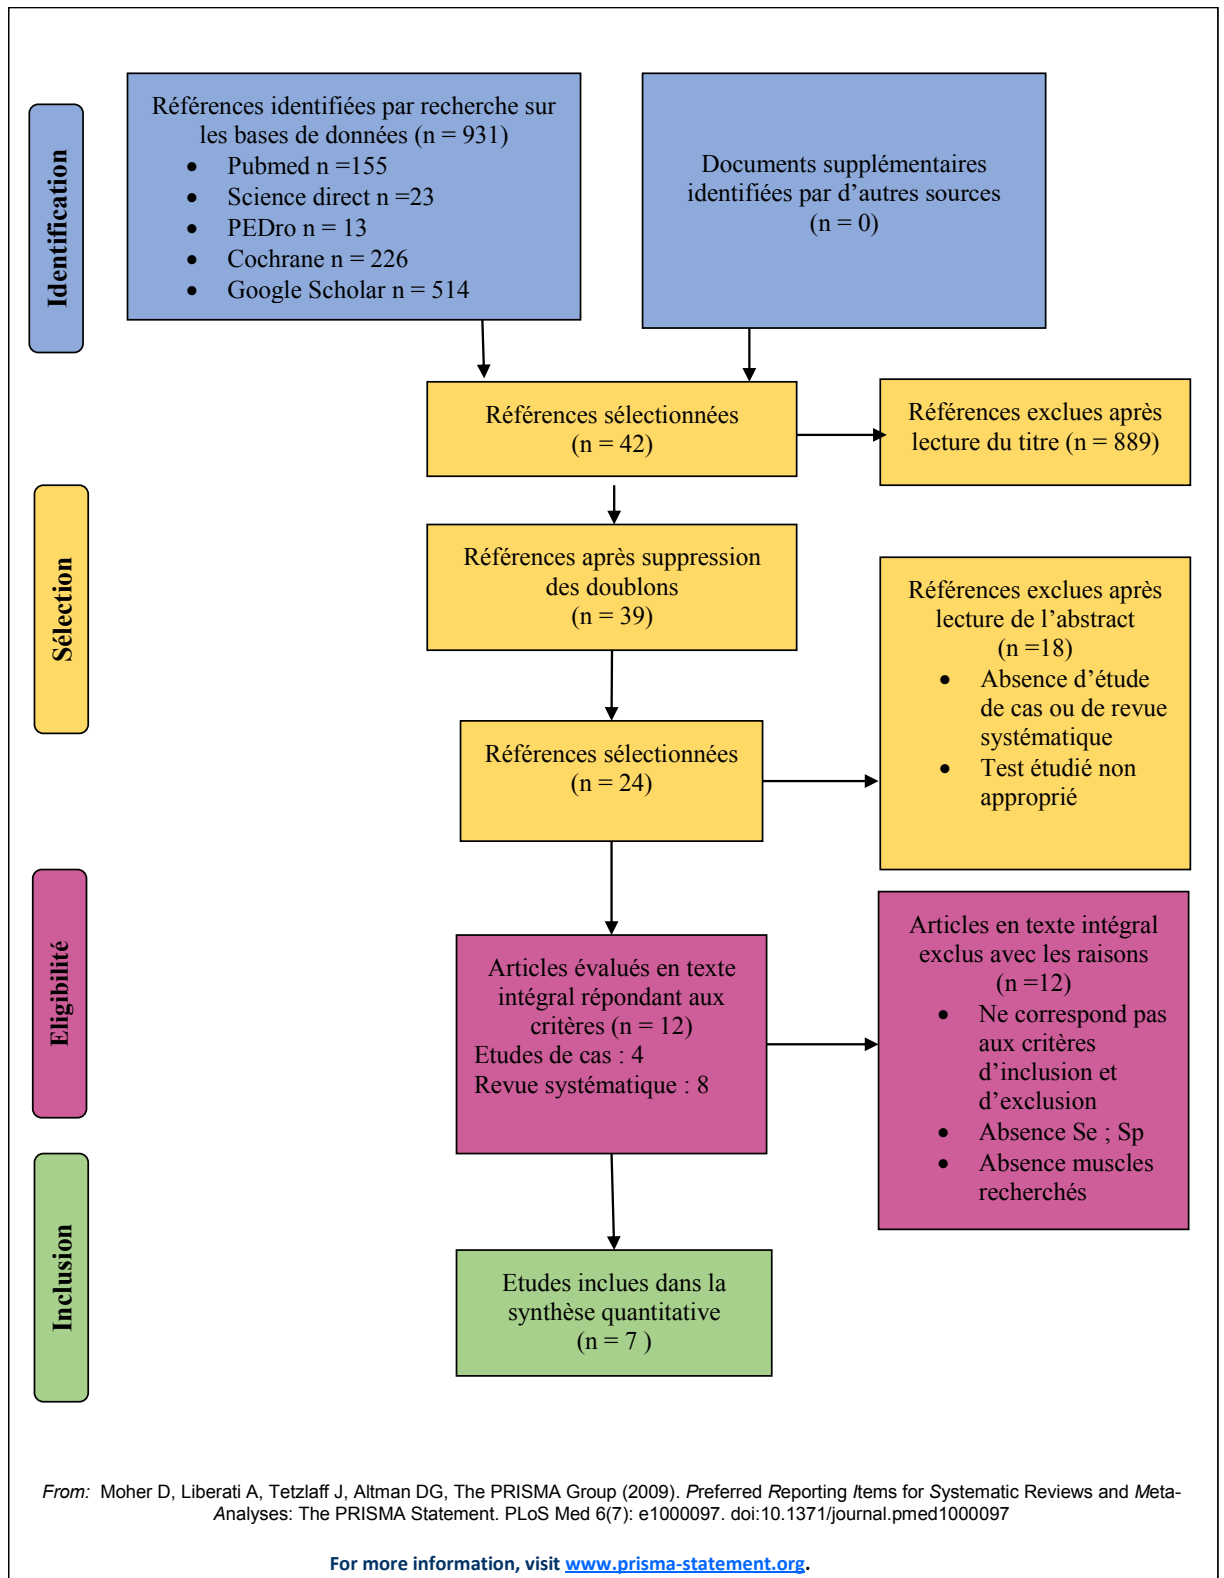 Identification
Références identifiées par recherche sur
les bases de données (n = 931)
• Pubmed n =155
• Science direct n =23
• PEDro n = 13
• Cochrane n = 226
• Google Scholar n = 514
Documents supplémentaires
identifiées par d’autres sources
(n = 0)
Références sélectionnées
(n = 42)
Références exclues après
lecture du titre (n = 889)
Sélection
Références après suppression
des doublons
(n = 39)
Références exclues après
lecture de l’abstract
(n =18)
• Absence d’étude
de cas ou de revue
systématique
• Test étudié non
approprié
Références sélectionnées
(n = 24)
Eligibilité
Articles évalués en texte
intégral répondant aux
critères (n = 12)
Etudes de cas : 4
Revue systématique : 8
Articles en texte intégral
exclus avec les raisons
(n =12)
• Ne correspond pas
aux critères
d’inclusion et
d’exclusion
• Absence Se ; Sp
• Absence muscles
recherchés
Inclusion
Etudes inclues dans la
synthèse quantitative
(n = 7 )
From: Moher D, Liberati A, Tetzlaff J, Altman DG, The PRISMA Group (2009). Preferred Reporting Items for Systematic Reviews and Meta-
Analyses: The PRISMA Statement. PLoS Med 6(7): e1000097. doi:10.1371/journal.pmed1000097
For more information, visit www.prisma-statement.org.